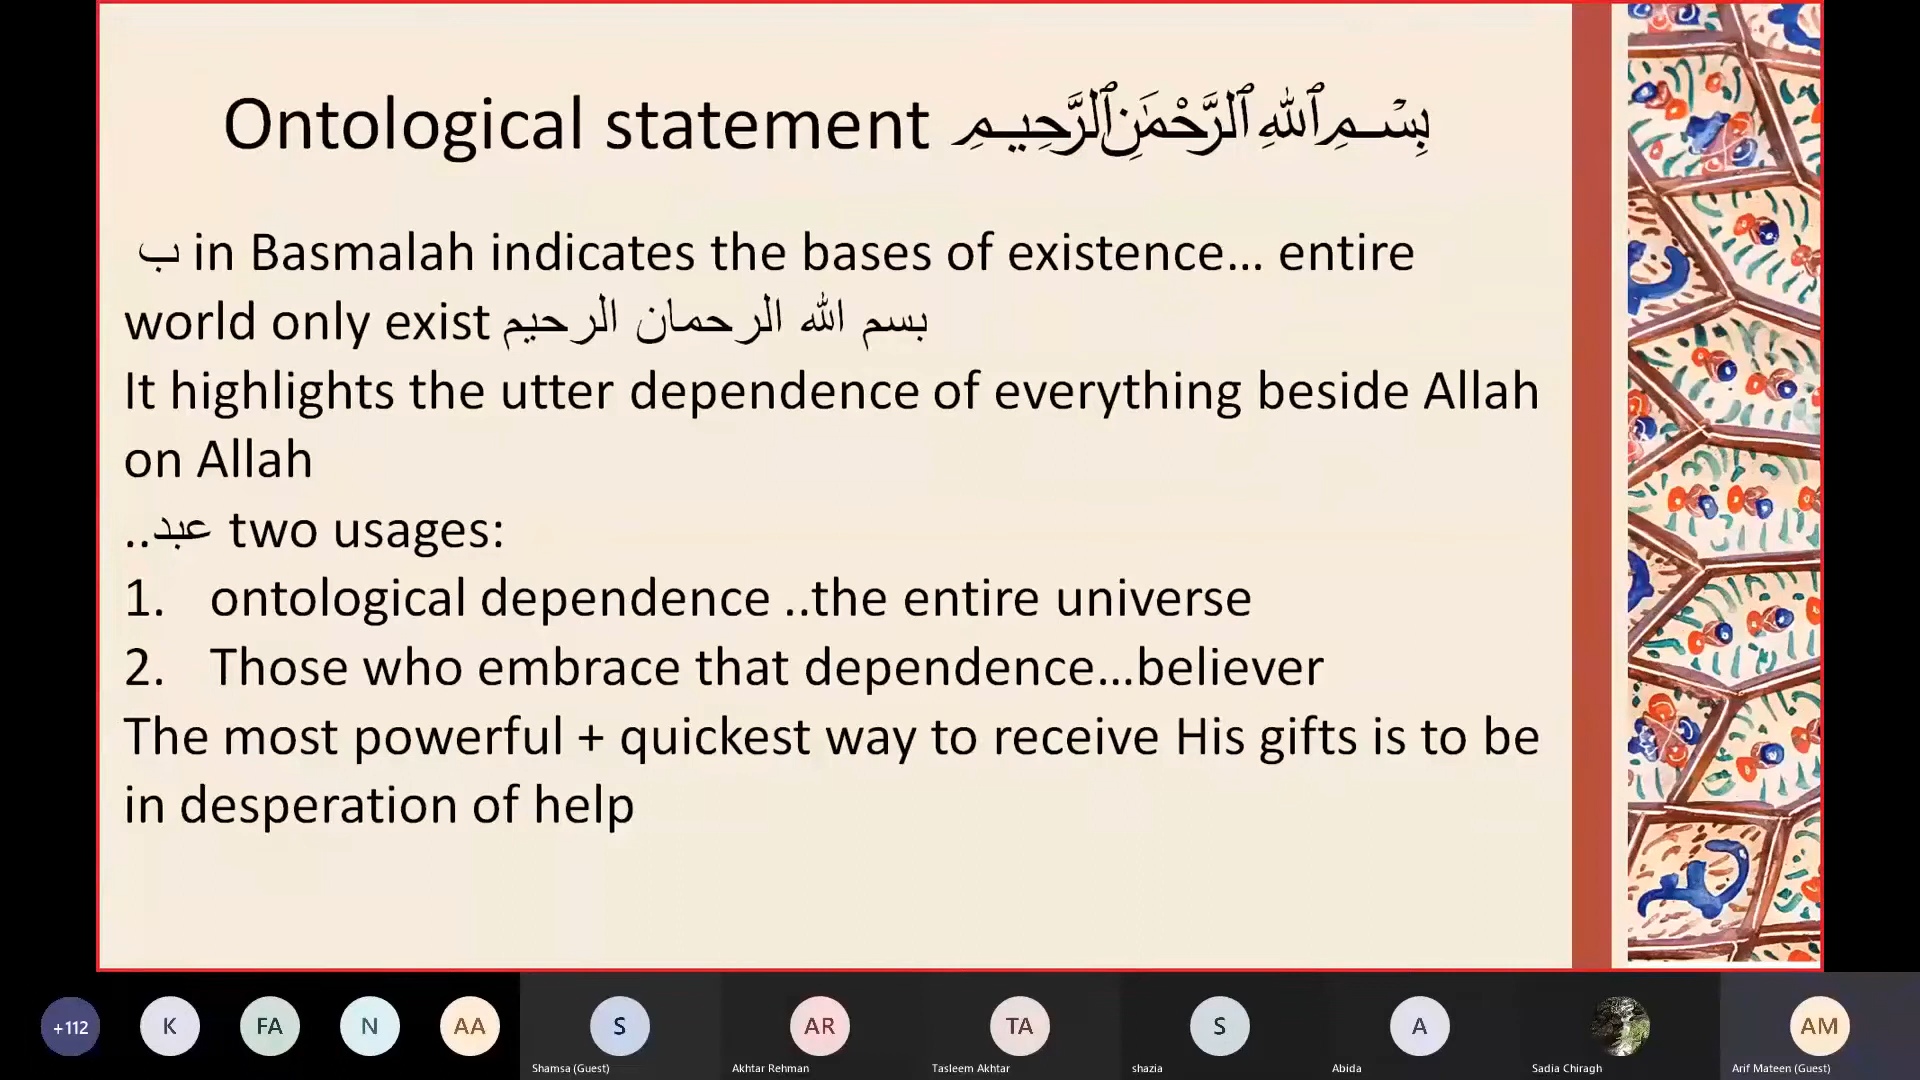 Ontological statement بِسْمِ ٱللَّهِ ٱلرَّحْمَٰنِ ٱلرَّحِيمِ
ب in Basmalah indicates the bases of existence… entire
world only exist بسم الله الرحمان الرحيم
It highlights the utter dependence of everything beside Allah
on Allah
..عبد two usages:
1. ontological dependence ..the entire universe
2. Those who embrace that dependence…believer
The most powerful + quickest way to receive His gifts is to be
in desperation of help
+112 K FA N AA S AR TA S A AM
Shamsa (Guest) Akhtar Rehman Tasleem Akhtar shazia Abida Sadia Chiragh Arif Mateen (Guest)